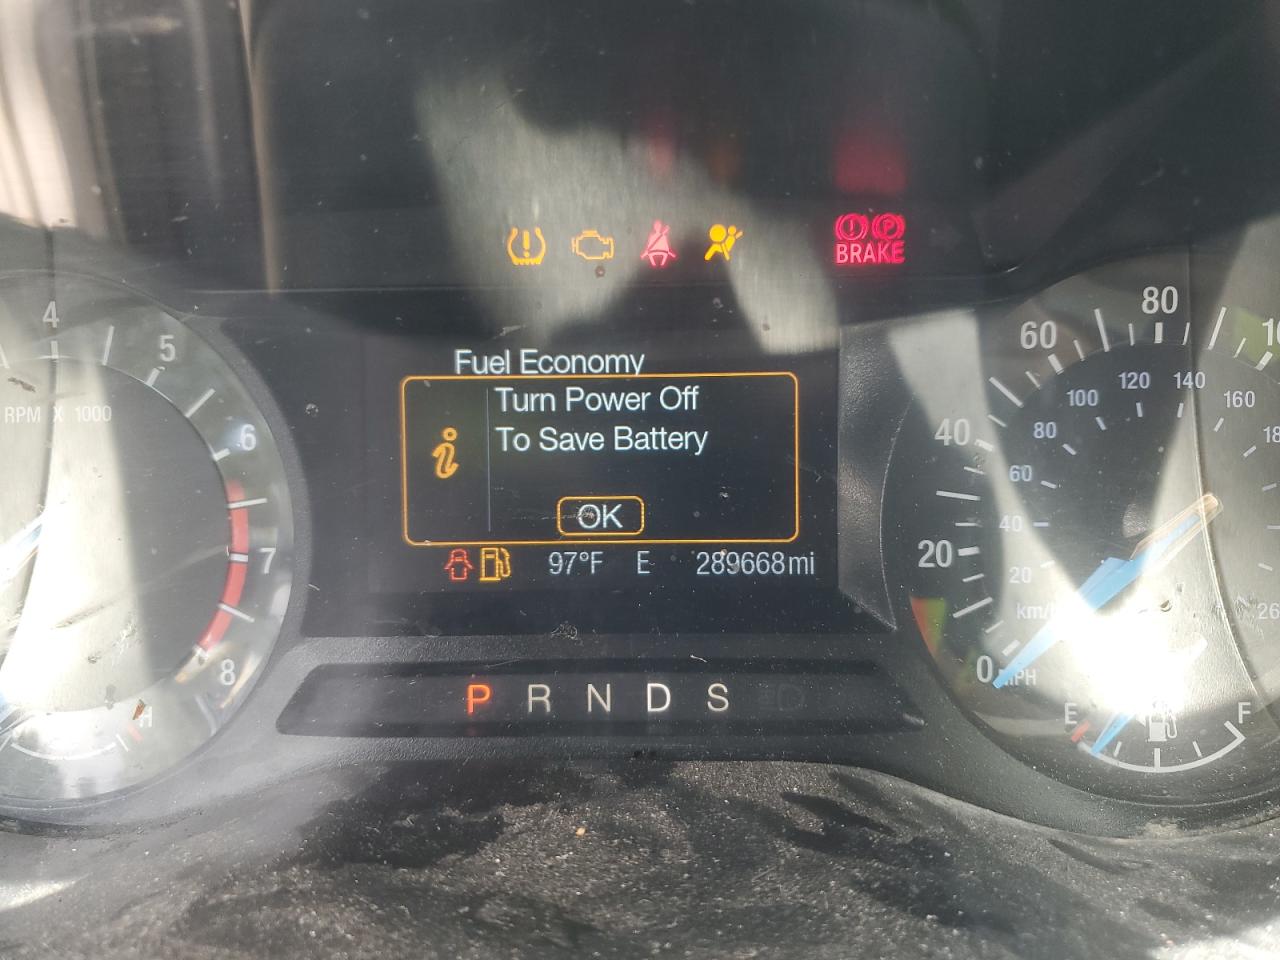 BRAKE
4
5
6
7
8
RPM X 1000
H
Fuel Economy
Turn Power Off
To Save Battery
OK
97°F E 289668mi
P R N D S
0
20
40
60
80
20
40
60
80
100
120
140
160
MPH
E
F